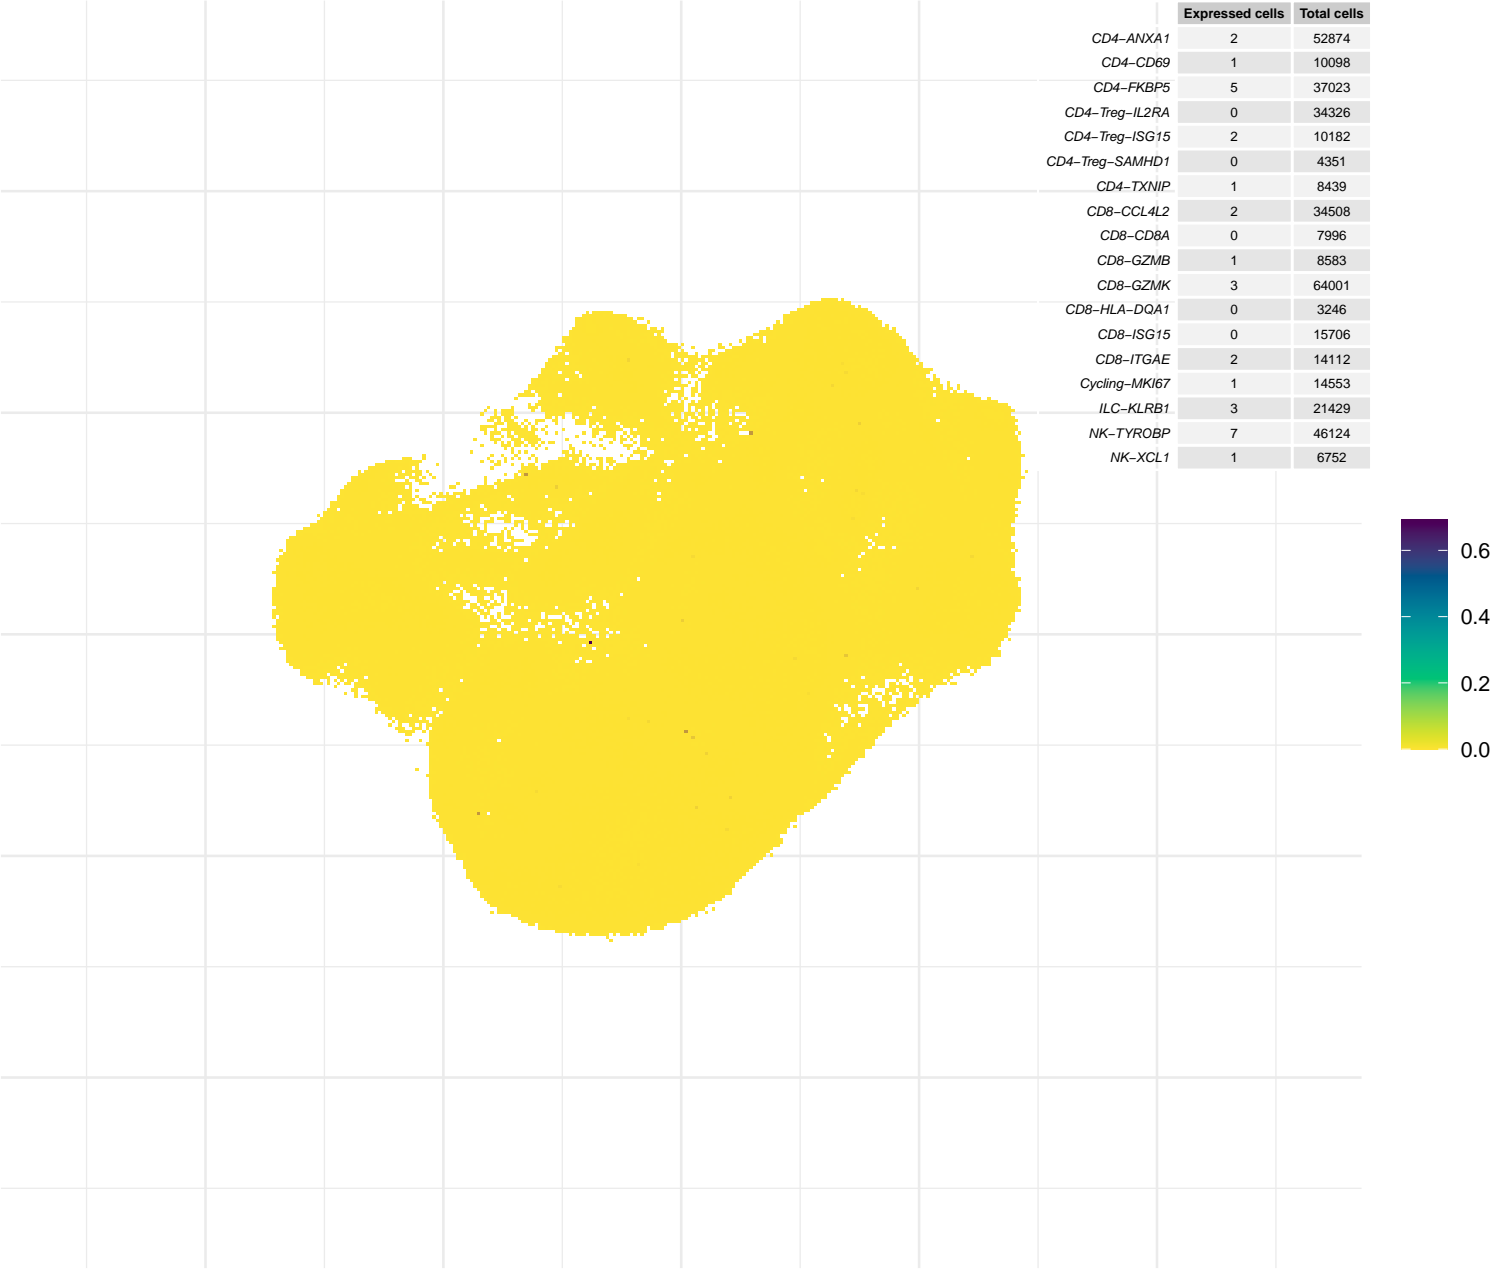 Expressed cells Total cells
CD4−ANXA1 2 52874
CD4−CD69 1 10098
CD4−FKBP5 5 37023
CD4−Treg−IL2RA 0 34326
CD4−Treg−ISG15 2 10182
CD4−Treg−SAMHD1 0 4351
CD4−TXNIP 1 8439
CD8−CCL4L2 2 34508
CD8−CD8A 0 7996
CD8−GZMB 1 8583
CD8−GZMK 3 64001
CD8−HLA−DQA1 0 3246
CD8−ISG15 0 15706
CD8−ITGAE 2 14112
Cycling−MKI67 1 14553
ILC−KLRB1 3 21429
NK−TYROBP 7 46124
NK−XCL1 1 6752
0.6
0.4
0.2
0.0